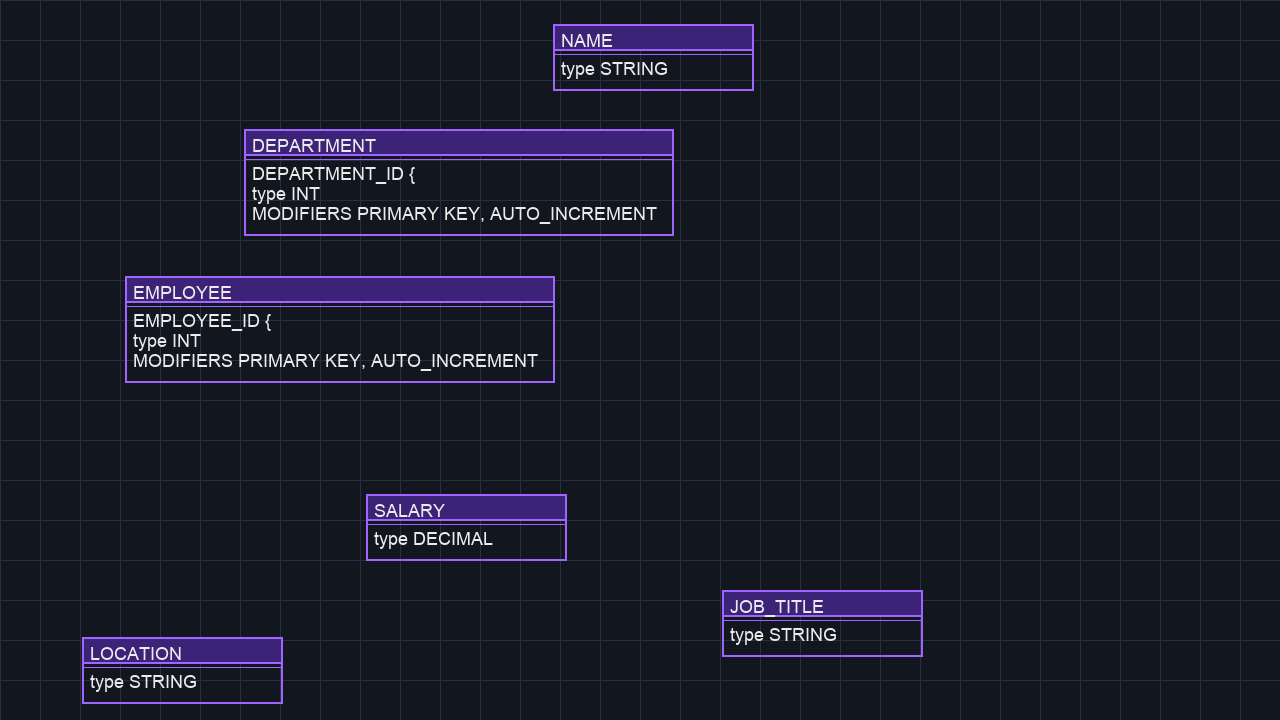 NAME
type STRING
DEPARTMENT
DEPARTMENT_ID {
type INT
MODIFIERS PRIMARY KEY, AUTO_INCREMENT
EMPLOYEE
EMPLOYEE_ID {
type INT
MODIFIERS PRIMARY KEY, AUTO_INCREMENT
SALARY
type DECIMAL
JOB_TITLE
type STRING
LOCATION
type STRING